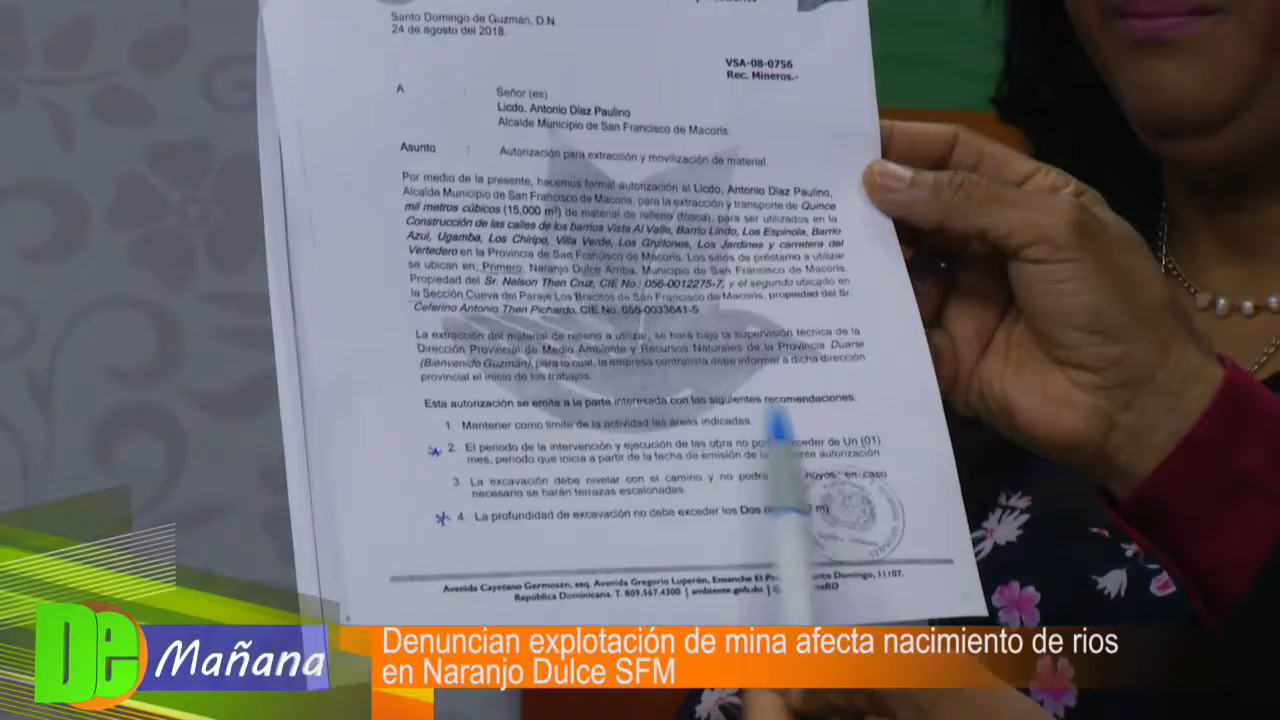 Santo Domingo de Guzmán, D.N.
24 de agosto del 2018.
VSA-08-0756
Rec. Mineros.-
A : Señor (es)
Licdo. Antonio Díaz Paulino
Alcalde Municipio de San Francisco de Macorís
Asunto : Autorización para extracción y movilización de material.
Por medio de la presente, hacemos formal autorización al Licdo. Antonio Díaz Paulino,
Alcalde Municipio de San Francisco de Macorís, para la extracción y transporte de Quince
mil metros cúbicos (15,000 m³) de material de relleno (tosca), para ser utilizados en la
Construcción de las calles de los barrios Vista Al Valle, Barrio Lindo, Los Espinola, Barrio
Azul, Ugamba, Los Chiripo, Villa Verde, Los Grullones, Los Jardines y carretera del
Vertedero en la Provincia de San Francisco de Macorís. Los sitios de préstamo a utilizar
se ubican en: Primero: Naranjo Dulce Arriba, Municipio de San Francisco de Macorís.
Propiedad del Sr. Nelson Then Cruz, CIE No.: 056-0012275-7, y el segundo ubicado en
la Sección Cueva del Paraje Los Bracitos de San Francisco de Macorís, propiedad del Sr.
Ceferino Antonio Then Pichardo, CIE No. 056-0033641-5
La extracción del material de relleno a utilizar, se hará bajo la supervisión técnica de la
Dirección Provincial de Medio Ambiente y Recursos Naturales de la Provincia Duarte
(Bienvenido Guzmán), para lo cual, la empresa contratista debe informar a dicha dirección
provincial el inicio de los trabajos.
Esta autorización se emite a la parte interesada con las siguientes recomendaciones:
1. Mantener como límite de la actividad las áreas indicadas.
2. El periodo de la intervención y ejecución de las obra no exceder de Un (01)
mes, periodo que inicia a partir de la fecha de emisión de la autorización
3. La excavación debe nivelar con el camino y no podrá hoyos, en caso
necesario se harán terrazas escalonadas.
4. La profundidad de excavación no debe exceder los Dos m)
Avenida Cayetano Germosén, esq. Avenida Gregorio Luperón, Ensanche El Santo Domingo, 11107.
República Dominicana. T. 809.567.4300 | ambiente.gob.do |
De
Mañana
Denuncian explotación de mina afecta nacimiento de rios
en Naranjo Dulce SFM